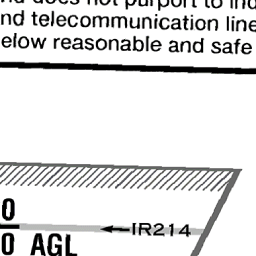 nd does not purport to ind
nd telecommunication line
elow reasonable and safe
0
IR214
0 AGL